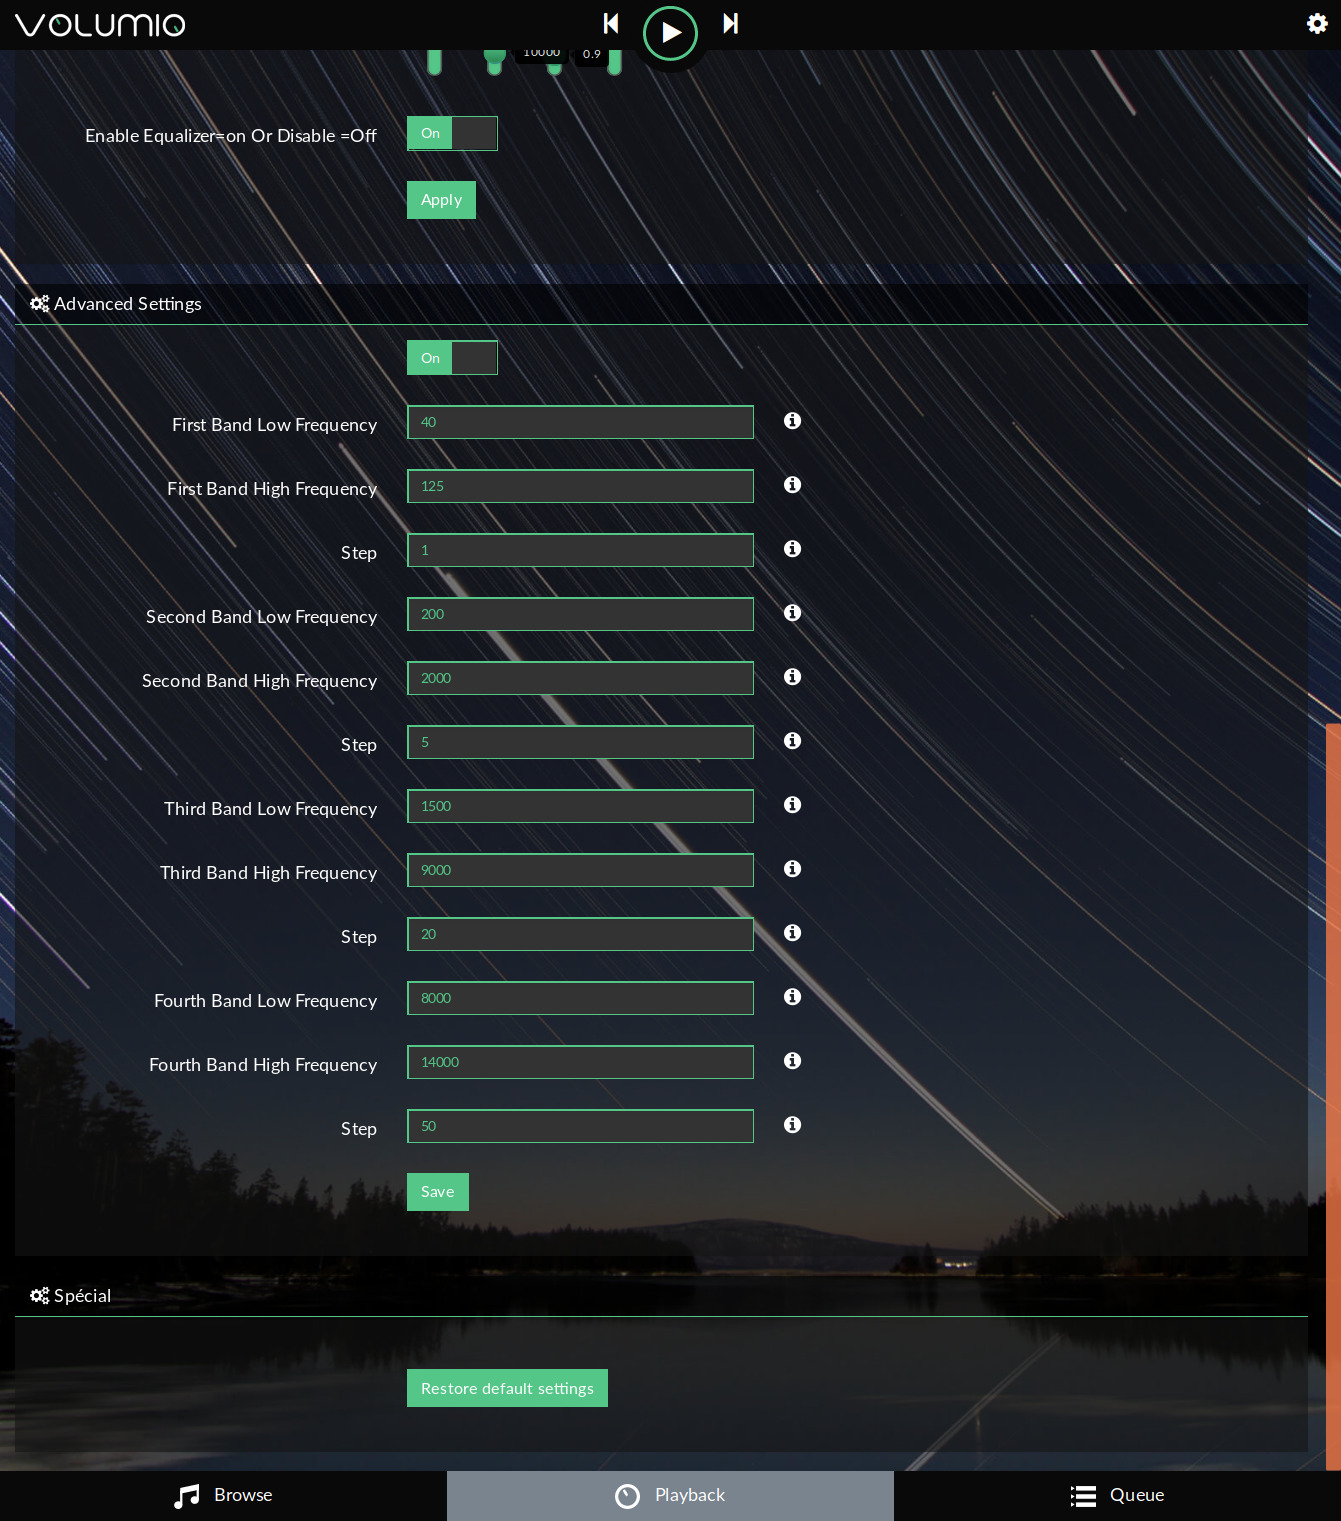 VOLUMIO
10000
0.9
Enable Equalizer=on Or Disable =Off
On
Apply
Advanced Settings
On
First Band Low Frequency
40
First Band High Frequency
125
Step
1
Second Band Low Frequency
200
Second Band High Frequency
2000
Step
5
Third Band Low Frequency
1500
Third Band High Frequency
9000
Step
20
Fourth Band Low Frequency
8000
Fourth Band High Frequency
14000
Step
50
Save
Spécial
Restore default settings
Browse
Playback
Queue